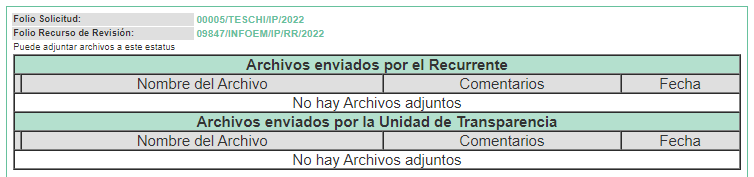 Folio Solicitud: 00005/TESCHI/IP/2022
Folio Recurso de Revisión: 09847/INFOEM/IP/RR/2022
Puede adjuntar archivos a este estatus
Archivos enviados por el Recurrente
Nombre del Archivo Comentarios Fecha
No hay Archivos adjuntos
Archivos enviados por la Unidad de Transparencia
Nombre del Archivo Comentarios Fecha
No hay Archivos adjuntos